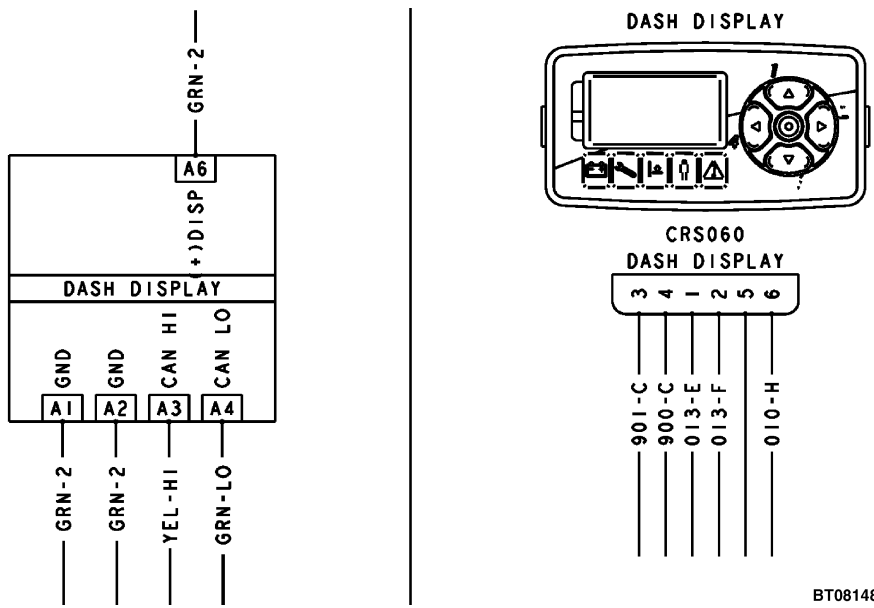 GRN-2
A6
(+)DISP
DASH DISPLAY
GND
GND
CAN HI
CAN LO
A1
A2
A3
A4
GRN-2
GRN-2
YEL-HI
GRN-LO
DASH DISPLAY
1
4
CRS060
DASH DISPLAY
3 4 1 2 5 6
901-C
900-C
013-E
013-F
010-H
BT08148